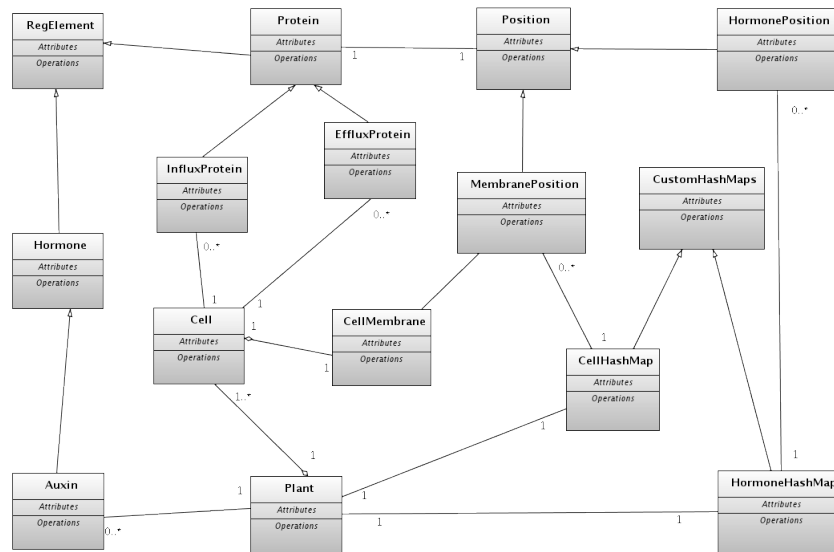 RegElement
Attributes
Operations
Protein
Attributes
Operations
1
1
Position
Attributes
Operations
HormonePosition
Attributes
Operations
0..*
InfluxProtein
Attributes
Operations
0..*
EffluxProtein
Attributes
Operations
0..*
MembranePosition
Attributes
Operations
0..*
CustomHashMaps
Attributes
Operations
Hormone
Attributes
Operations
1
1
Cell
Attributes
Operations
1
1..*
CellMembrane
Attributes
Operations
1
1
CellHashMap
Attributes
Operations
1
1
Auxin
Attributes
Operations
0..*
1
1
Plant
Attributes
Operations
1
1
1
HormoneHashMap
Attributes
Operations
1